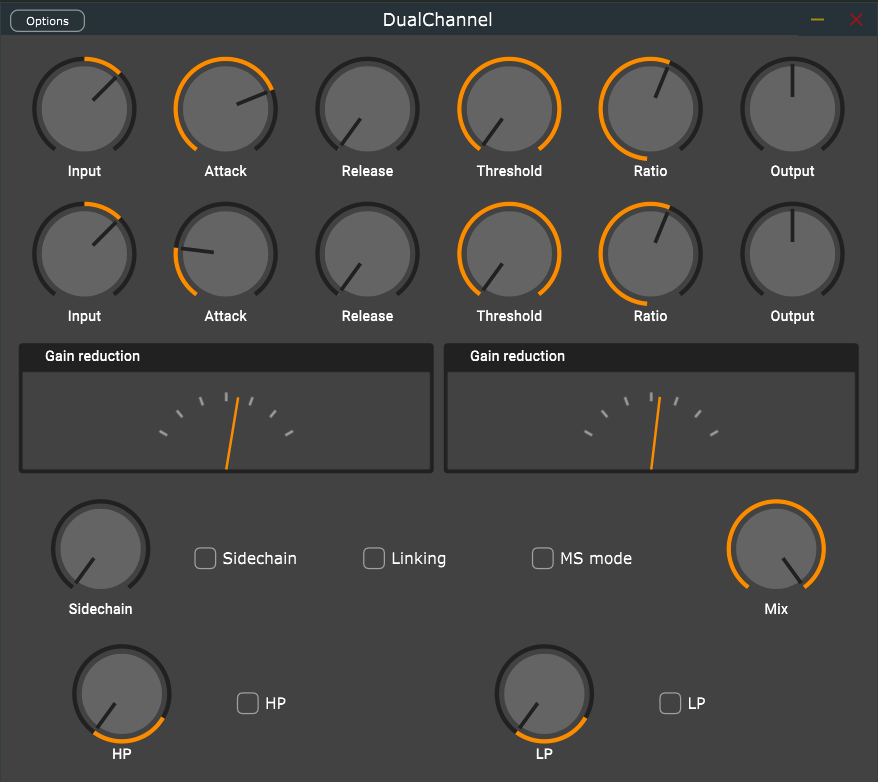 Options
DualChannel
Input
Attack
Release
Threshold
Ratio
Output
Input
Attack
Release
Threshold
Ratio
Output
Gain reduction
Gain reduction
Sidechain
Linking
MS mode
Sidechain
Mix
HP
LP
HP
LP